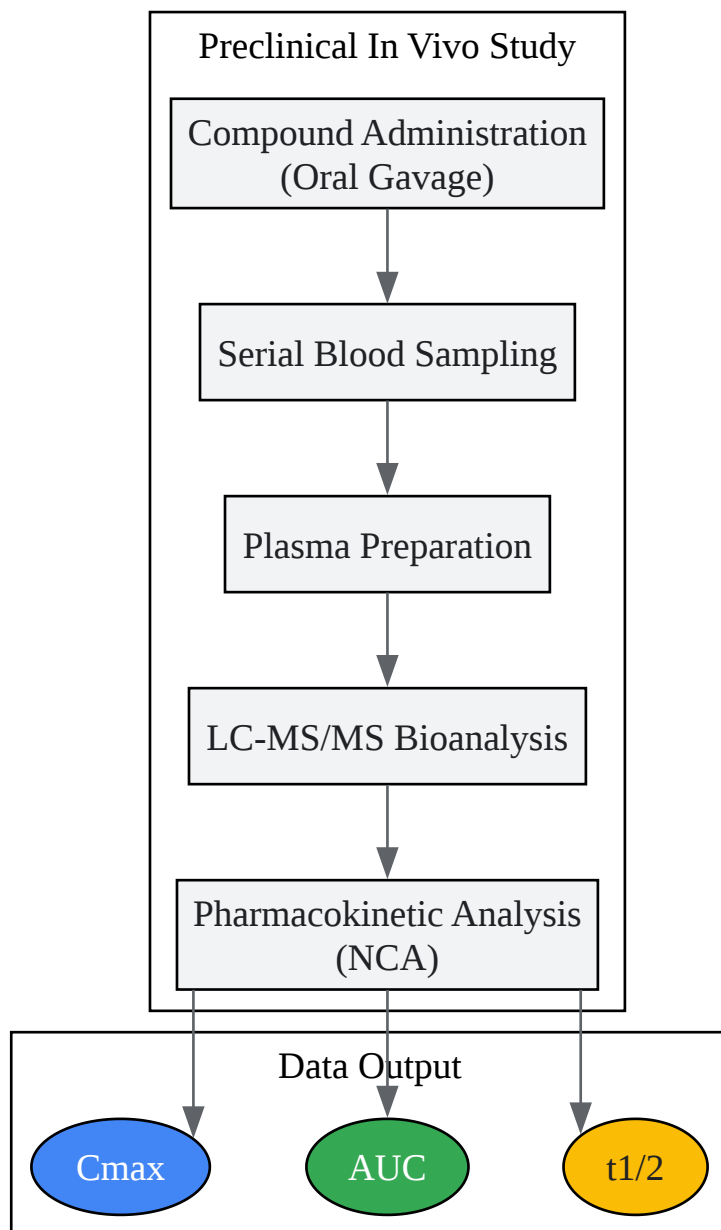 Preclinical In Vivo Study
Compound Administration
(Oral Gavage)
Serial Blood Sampling
Plasma Preparation
LC-MS/MS Bioanalysis
Pharmacokinetic Analysis
(NCA)
Data Output
Cmax
AUC
t1/2